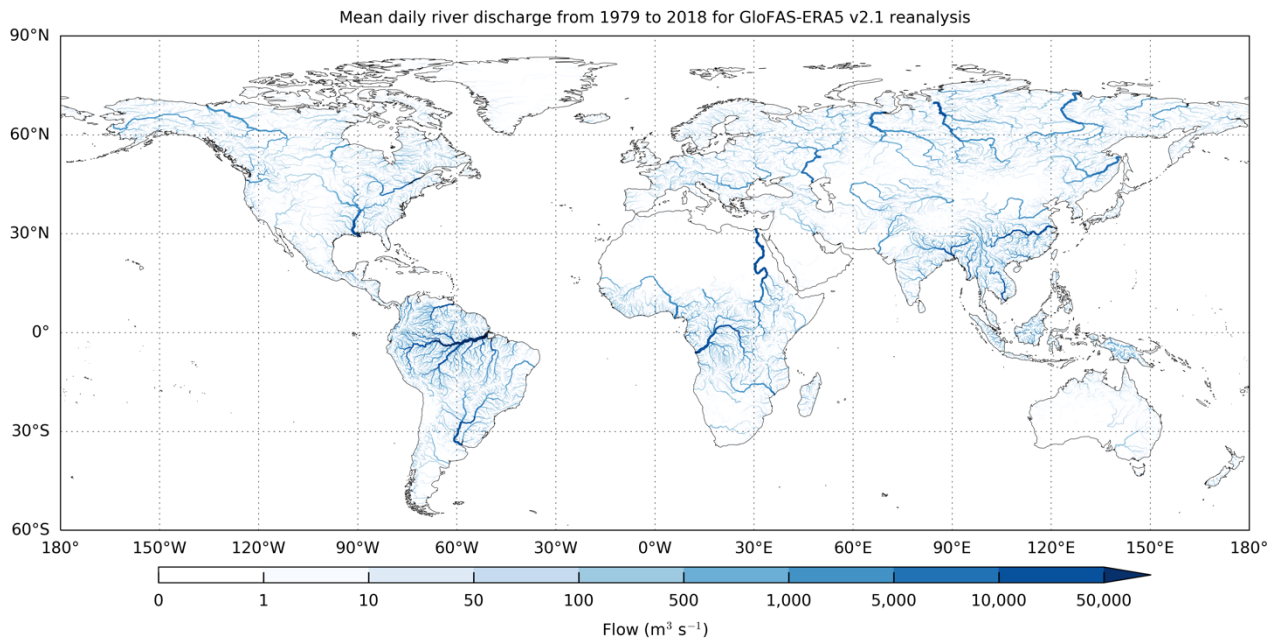 Mean daily river discharge from 1979 to 2018 for GloFAS-ERA5 v2.1 reanalysis
90°N
60°N
30°N
0°
30°S
60°S
180° 150°W 120°W 90°W 60°W 30°W 0°W 30°E 60°E 90°E 120°E 150°E 180°
0 1 10 50 100 500 1,000 5,000 10,000 50,000
Flow (m³ s⁻¹)